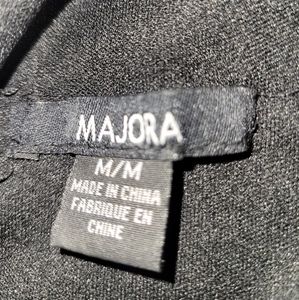 MAJORA
M/M
MADE IN CHINA
FABRIQUE EN
CHINE